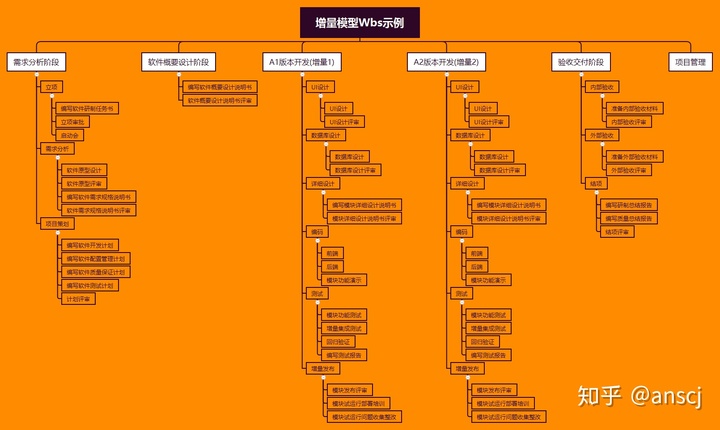 增量模型Wbs示例
需求分析阶段
立项
编写软件研制任务书
立项审批
启动会
需求分析
软件原型设计
软件原型评审
编写软件需求规格说明书
软件需求规格说明书评审
项目策划
编写软件开发计划
编写软件配置管理计划
编写软件质量保证计划
编写软件测试计划
计划评审
软件概要设计阶段
编写软件概要设计说明书
软件概要设计说明书评审
A1版本开发(增量1)
UI设计
UI设计
UI设计评审
数据库设计
数据库设计
数据库设计评审
详细设计
编写模块详细设计说明书
模块详细设计说明书评审
编码
前端
后端
模块功能演示
测试
模块功能测试
增量集成测试
回归验证
编写测试报告
增量发布
模块发布评审
模块试运行部署培训
模块试运行问题收集整改
A2版本开发(增量2)
UI设计
UI设计
UI设计评审
数据库设计
数据库设计
数据库设计评审
详细设计
编写模块详细设计说明书
模块详细设计说明书评审
编码
前端
后端
模块功能演示
测试
模块功能测试
增量集成测试
回归验证
编写测试报告
增量发布
模块发布评审
模块试运行部署培训
模块试运行问题收集整改
验收交付阶段
内部验收
准备内部验收材料
内部验收评审
外部验收
准备外部验收材料
外部验收评审
结项
编写研制总结报告
编写质量总结报告
结项评审
项目管理
知乎 @anscj